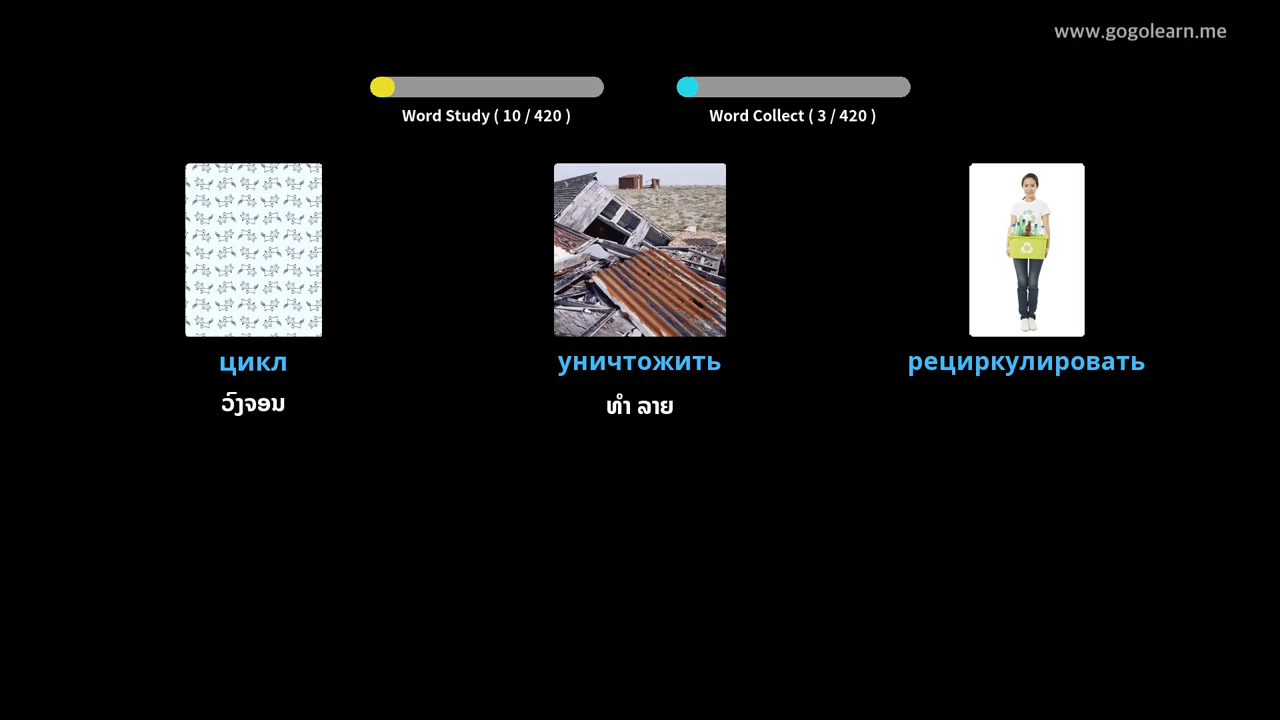 www.gogolearn.me
Word Study ( 10 / 420 )
Word Collect ( 3 / 420 )
цикл
уничтожить
рециркулировать
ວົງຈອນ
ທຳ ລາຍ